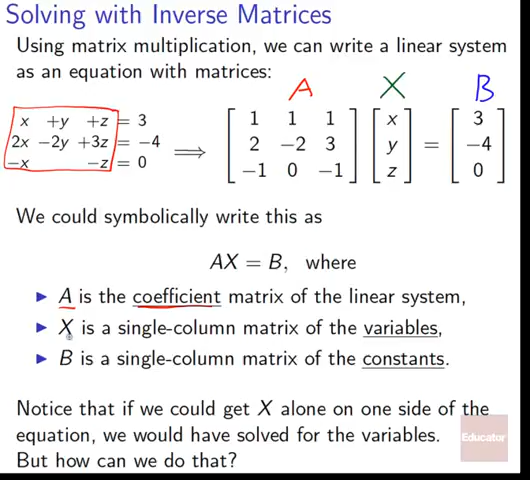 Solving with Inverse Matrices
Using matrix multiplication, we can write a linear system
as an equation with matrices:
A X B
x +y +z = 3
2x −2y +3z = −4
−x −z = 0
⟹
1 1 1
2 −2 3
−1 0 −1
x
y
z
=
3
−4
0
We could symbolically write this as
AX = B, where
▶ A is the coefficient matrix of the linear system,
▶ X is a single-column matrix of the variables,
▶ B is a single-column matrix of the constants.
Notice that if we could get X alone on one side of the
equation, we would have solved for the variables.
Educator
But how can we do that?